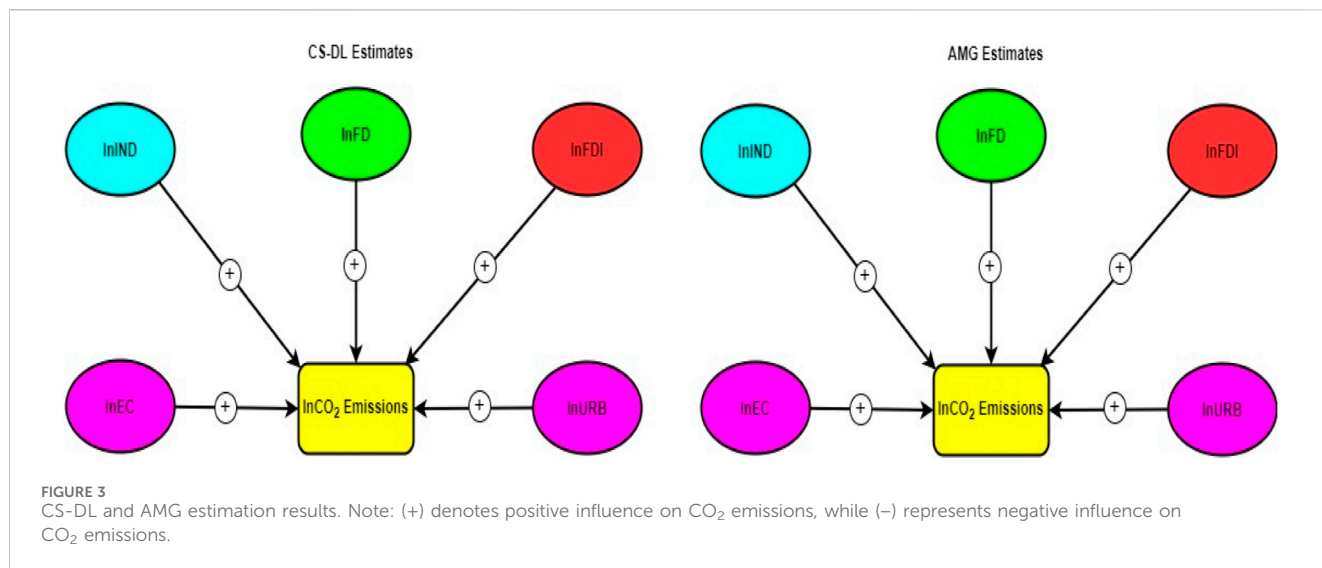 CS-DL Estimates
AMG Estimates
lnIND
lnFD
lnFDI
lnIND
lnFD
lnFDI
+
+
+
+
+
+
lnEC
+
lnCO₂ Emissions
+
lnURB
lnEC
+
lnCO₂ Emissions
+
lnURB
FIGURE 3
CS-DL and AMG estimation results. Note: (+) denotes positive influence on CO₂ emissions, while (–) represents negative influence on
CO₂ emissions.